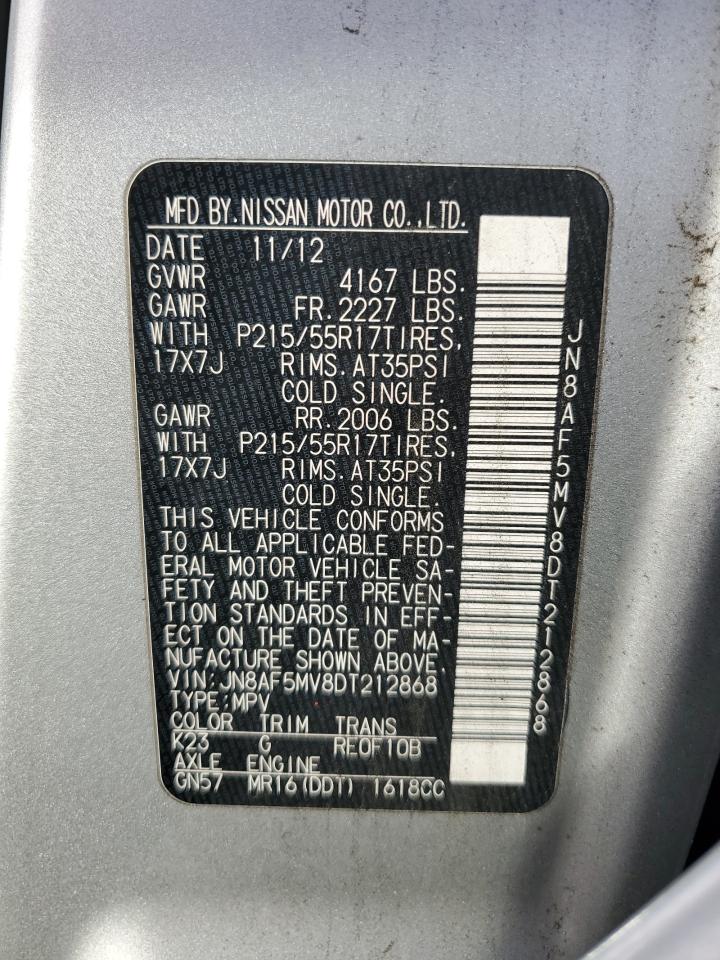 MFD BY.NISSAN MOTOR CO.,LTD.
DATE 11/12
GVWR 4167 LBS.
GAWR FR.2227 LBS.
WITH P215/55R17TIRES,
17X7J RIMS.AT35PSI
COLD SINGLE.
GAWR RR.2006 LBS.
WITH P215/55R17TIRES,
17X7J RIMS.AT35PSI
COLD SINGLE.
THIS VEHICLE CONFORMS
TO ALL APPLICABLE FED-
ERAL MOTOR VEHICLE SA-
FETY AND THEFT PREVEN-
TION STANDARDS IN EFF-
ECT ON THE DATE OF MA-
NUFACTURE SHOWN ABOVE.
VIN:JN8AF5MV8DT212868
TYPE:MPV
COLOR TRIM TRANS
K23 G RE0F10B
AXLE ENGINE
GN57 MR16(DDT) 1618CC
JN8AF5MV8DT212868